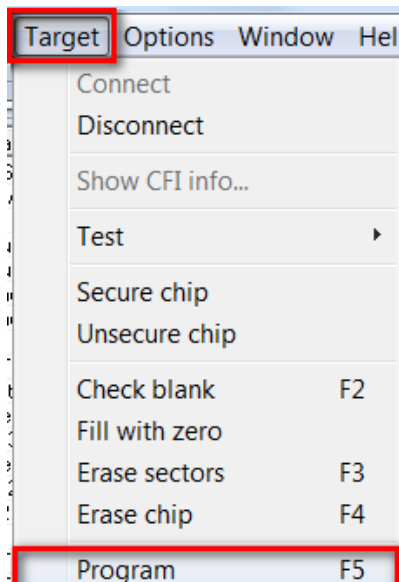 Target Options Window Hel
Connect
Disconnect
Show CFI info...
Test
Secure chip
Unsecure chip
Check blank F2
Fill with zero
Erase sectors F3
Erase chip F4
Program F5